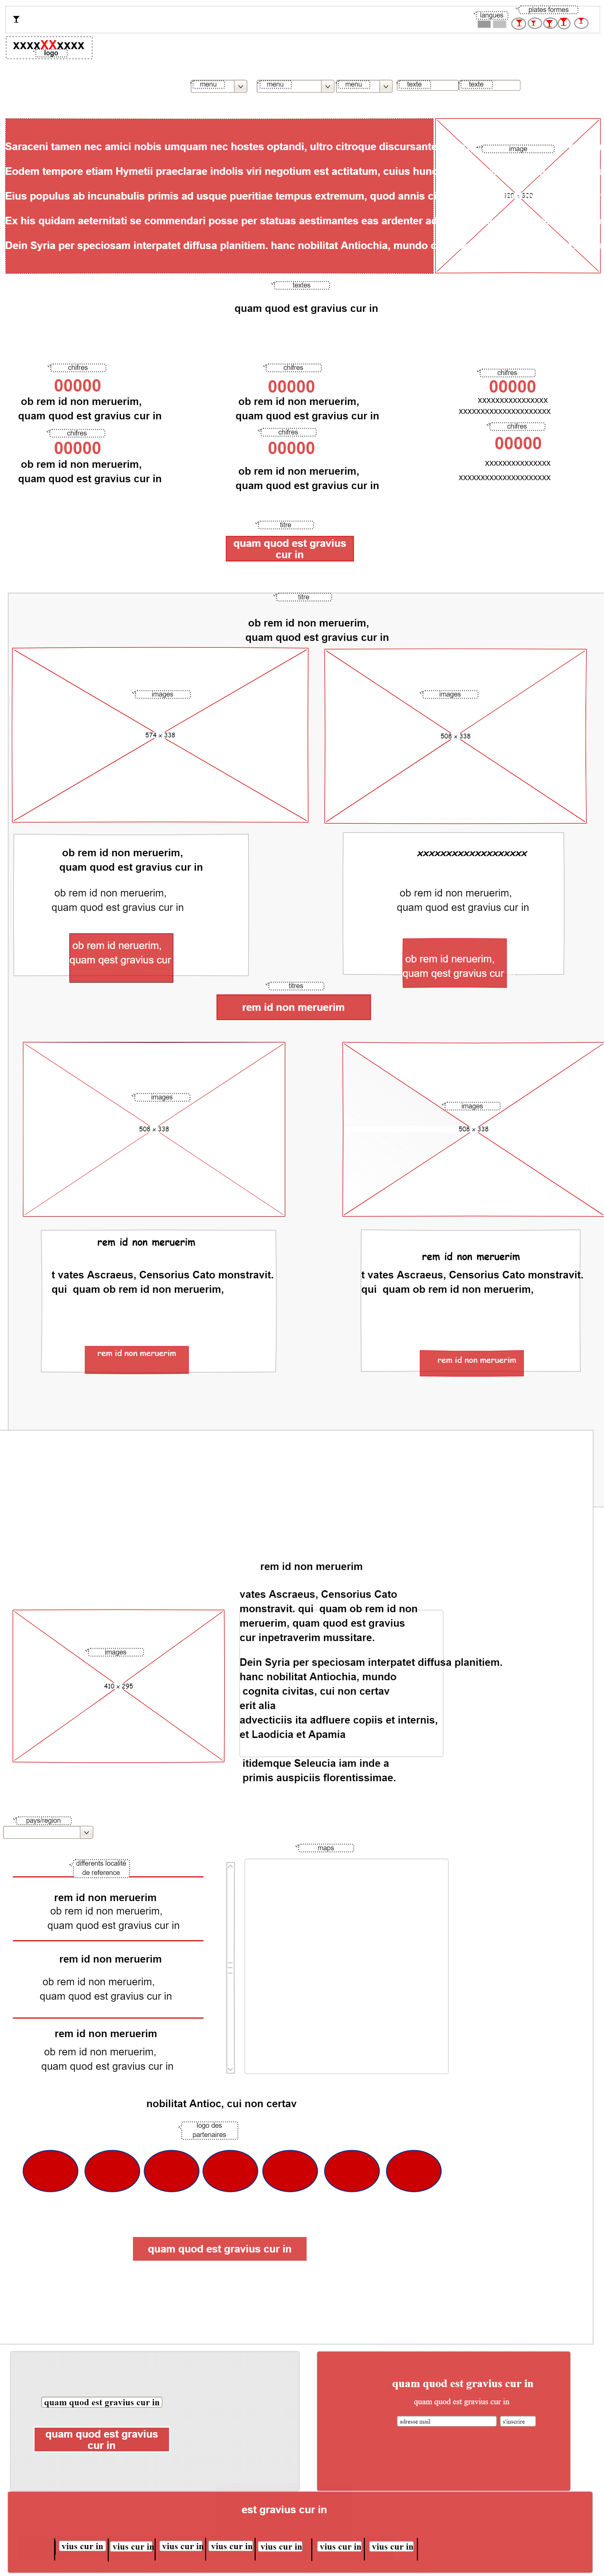 plates formes
langues
xxxxXXxxxx
logo
menu
menu
menu
texte
texte
Saraceni tamen nec amici nobis umquam nec hostes optandi, ultro citroque discursante
Eodem tempore etiam Hymetii praeclarae indolis viri negotium est actitatum, cuius hunc
Eius populus ab incunabulis primis ad usque pueritiae tempus extremum, quod annis
Ex his quidam aeternitati se commendari posse per statuas aestimantes eas ardenter
Dein Syria per speciosam interpatet diffusa planitiem. hanc nobilitat Antiochia, mundo
image
textes
quam quod est gravius cur in
chifres
00000
ob rem id non meruerim,
quam quod est gravius cur in
chifres
00000
ob rem id non meruerim,
quam quod est gravius cur in
chifres
00000
xxxxxxxxxxxxxxxx
xxxxxxxxxxxxxxxxxxxxx
chifres
00000
ob rem id non meruerim,
quam quod est gravius cur in
chifres
00000
ob rem id non meruerim,
quam quod est gravius cur in
chifres
00000
xxxxxxxxxxxxxxx
xxxxxxxxxxxxxxxxxxxxx
titre
quam quod est gravius
cur in
titre
ob rem id non meruerim,
quam quod est gravius cur in
images
574 × 338
images
508 × 338
ob rem id non meruerim,
quam quod est gravius cur in
ob rem id non meruerim,
quam quod est gravius cur in
ob rem id neruerim,
quam qest gravius cur
xxxxxxxxxxxxxxxxxxx
ob rem id non meruerim,
quam quod est gravius cur in
ob rem id neruerim,
quam qest gravius cur
titres
rem id non meruerim
images
508 × 338
images
508 × 338
rem id non meruerim
t vates Ascraeus, Censorius Cato monstravit.
qui quam ob rem id non meruerim,
rem id non meruerim
rem id non meruerim
t vates Ascraeus, Censorius Cato monstravit.
qui quam ob rem id non meruerim,
rem id non meruerim
rem id non meruerim
images
410 × 295
vates Ascraeus, Censorius Cato
monstravit. qui quam ob rem id non
meruerim, quam quod est gravius
cur inpetraverim mussitare.
Dein Syria per speciosam interpatet diffusa planitiem.
hanc nobilitat Antiochia, mundo
cognita civitas, cui non certav
erit alia
advecticiis ita adfluere copiis et internis,
et Laodicia et Apamia
itidemque Seleucia iam inde a
primis auspiciis florentissimae.
pays/region
maps
differents localité
de reference
rem id non meruerim
ob rem id non meruerim,
quam quod est gravius cur in
rem id non meruerim
ob rem id non meruerim,
quam quod est gravius cur in
rem id non meruerim
ob rem id non meruerim,
quam quod est gravius cur in
nobilitat Antioc, cui non certav
logo des
partenaires
quam quod est gravius cur in
quam quod est gravius cur in
quam quod est gravius
cur in
quam quod est gravius cur in
quam quod est gravius cur in
adresse mail
s'inscrire
est gravius cur in
vius cur in
vius cur in
vius cur in
vius cur in
vius cur in
vius cur in
vius cur in